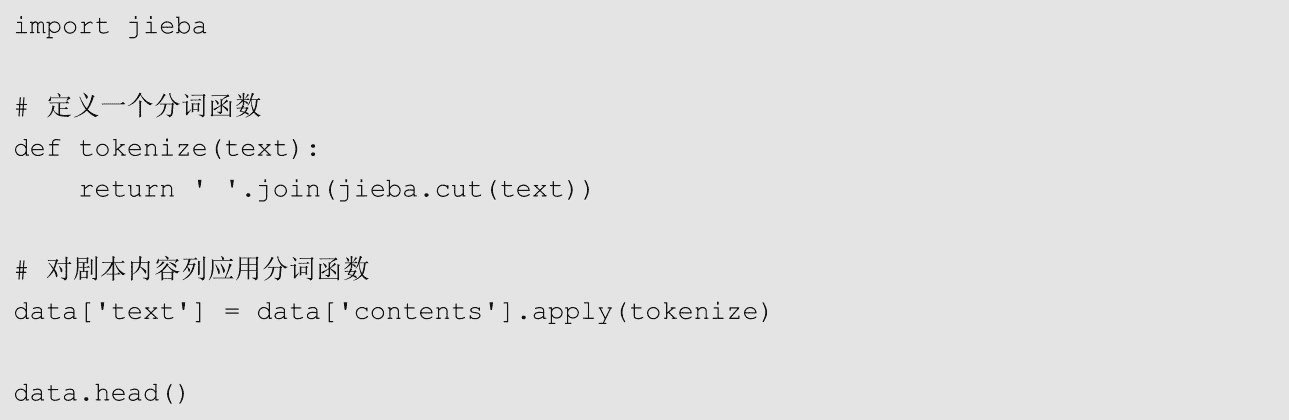 import jieba
# 定义一个分词函数
def tokenize(text):
    return ' '.join(jieba.cut(text))
# 对剧本内容列应用分词函数
data['text'] = data['contents'].apply(tokenize)
data.head()